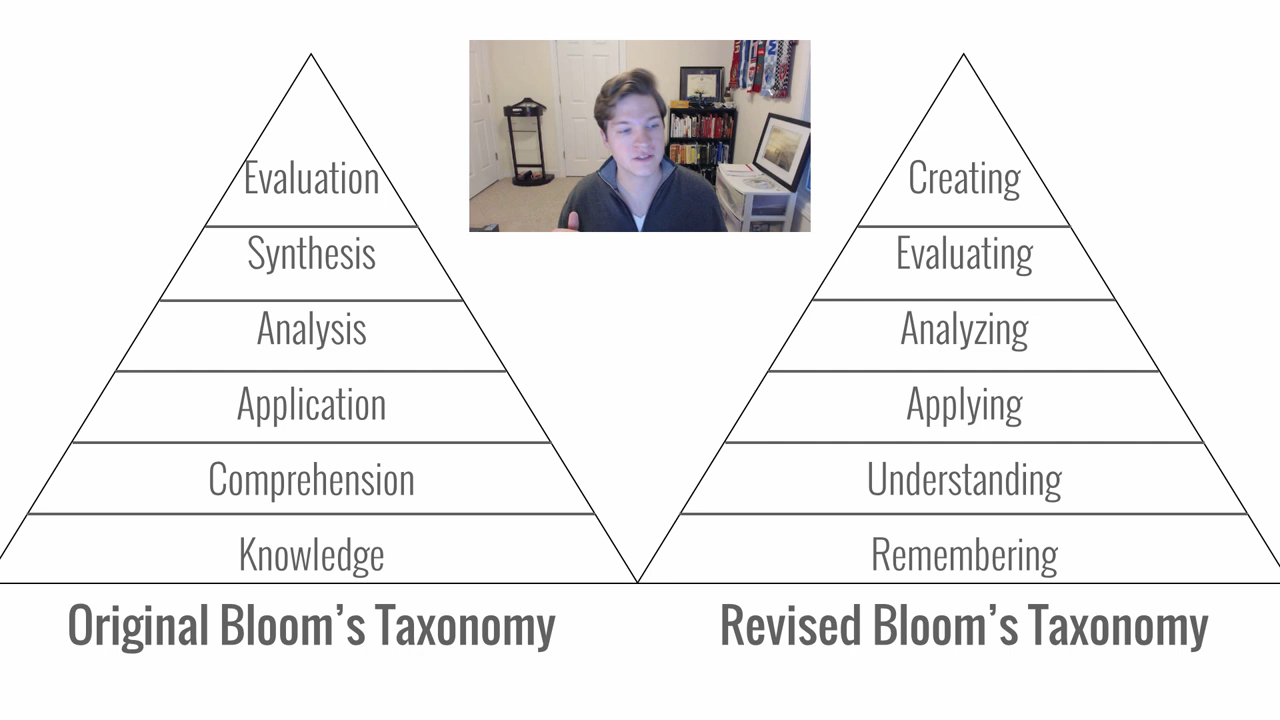 Evaluation
Synthesis
Analysis
Application
Comprehension
Knowledge
Original Bloom’s Taxonomy
Creating
Evaluating
Analyzing
Applying
Understanding
Remembering
Revised Bloom’s Taxonomy